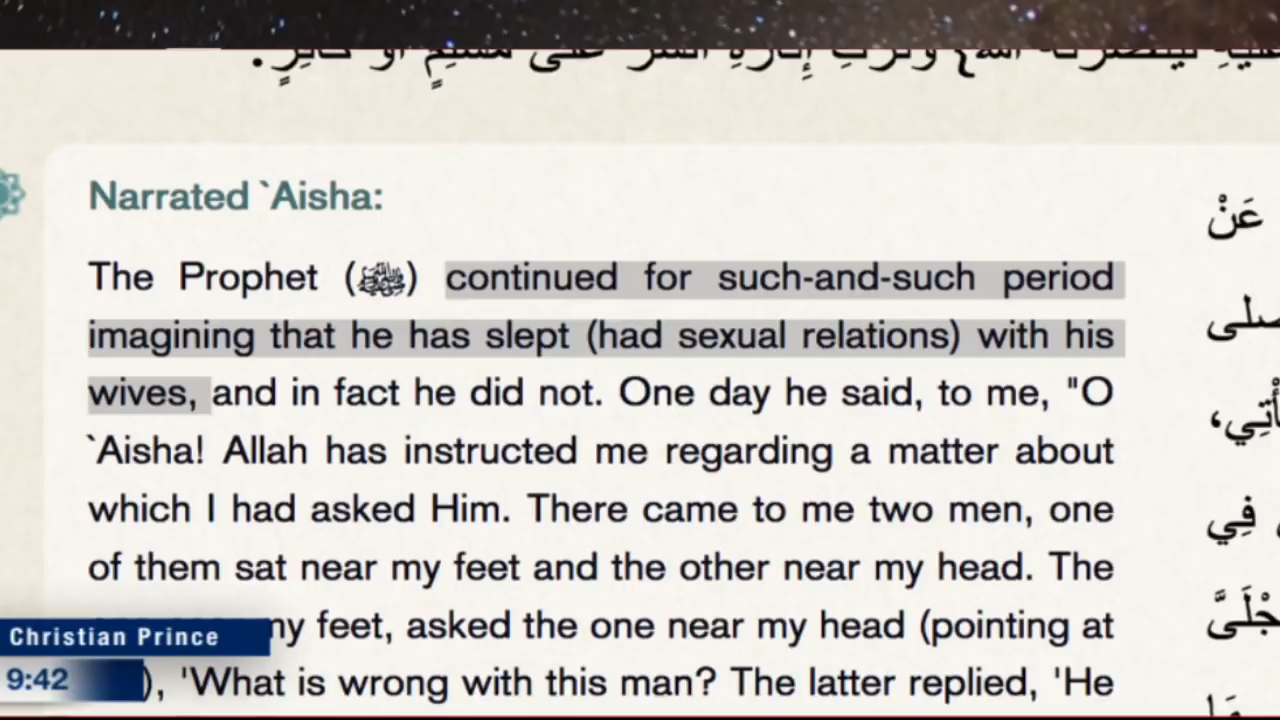 Narrated `Aisha:
The Prophet (ﷺ) continued for such-and-such period
imagining that he has slept (had sexual relations) with his
wives, and in fact he did not. One day he said, to me, "O
`Aisha! Allah has instructed me regarding a matter about
which I had asked Him. There came to me two men, one
of them sat near my feet and the other near my head. The
my feet, asked the one near my head (pointing at
), 'What is wrong with this man? The latter replied, 'He
عَنْ
فِي
Christian Prince
9:42